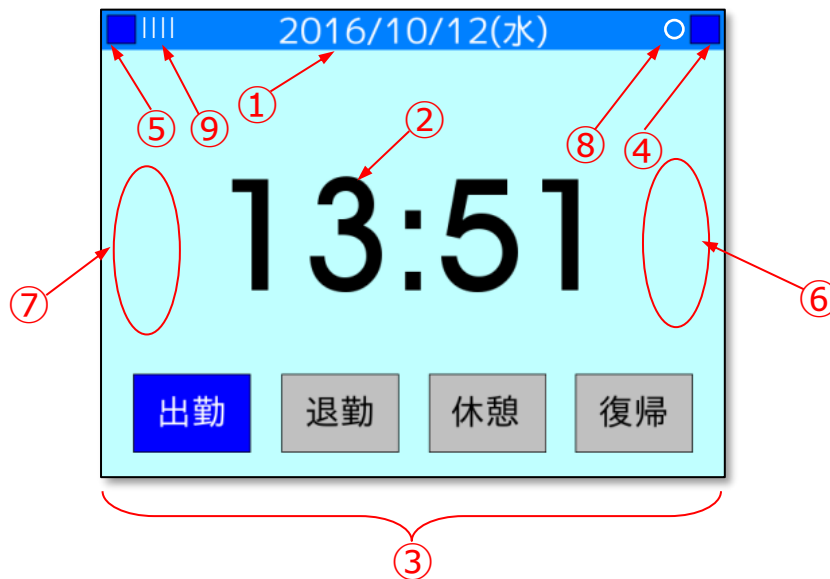 2016/10/12(水)
①
②
⑤
⑨
⑧
④
13:51
⑦
⑥
出勤
退勤
休憩
復帰
③